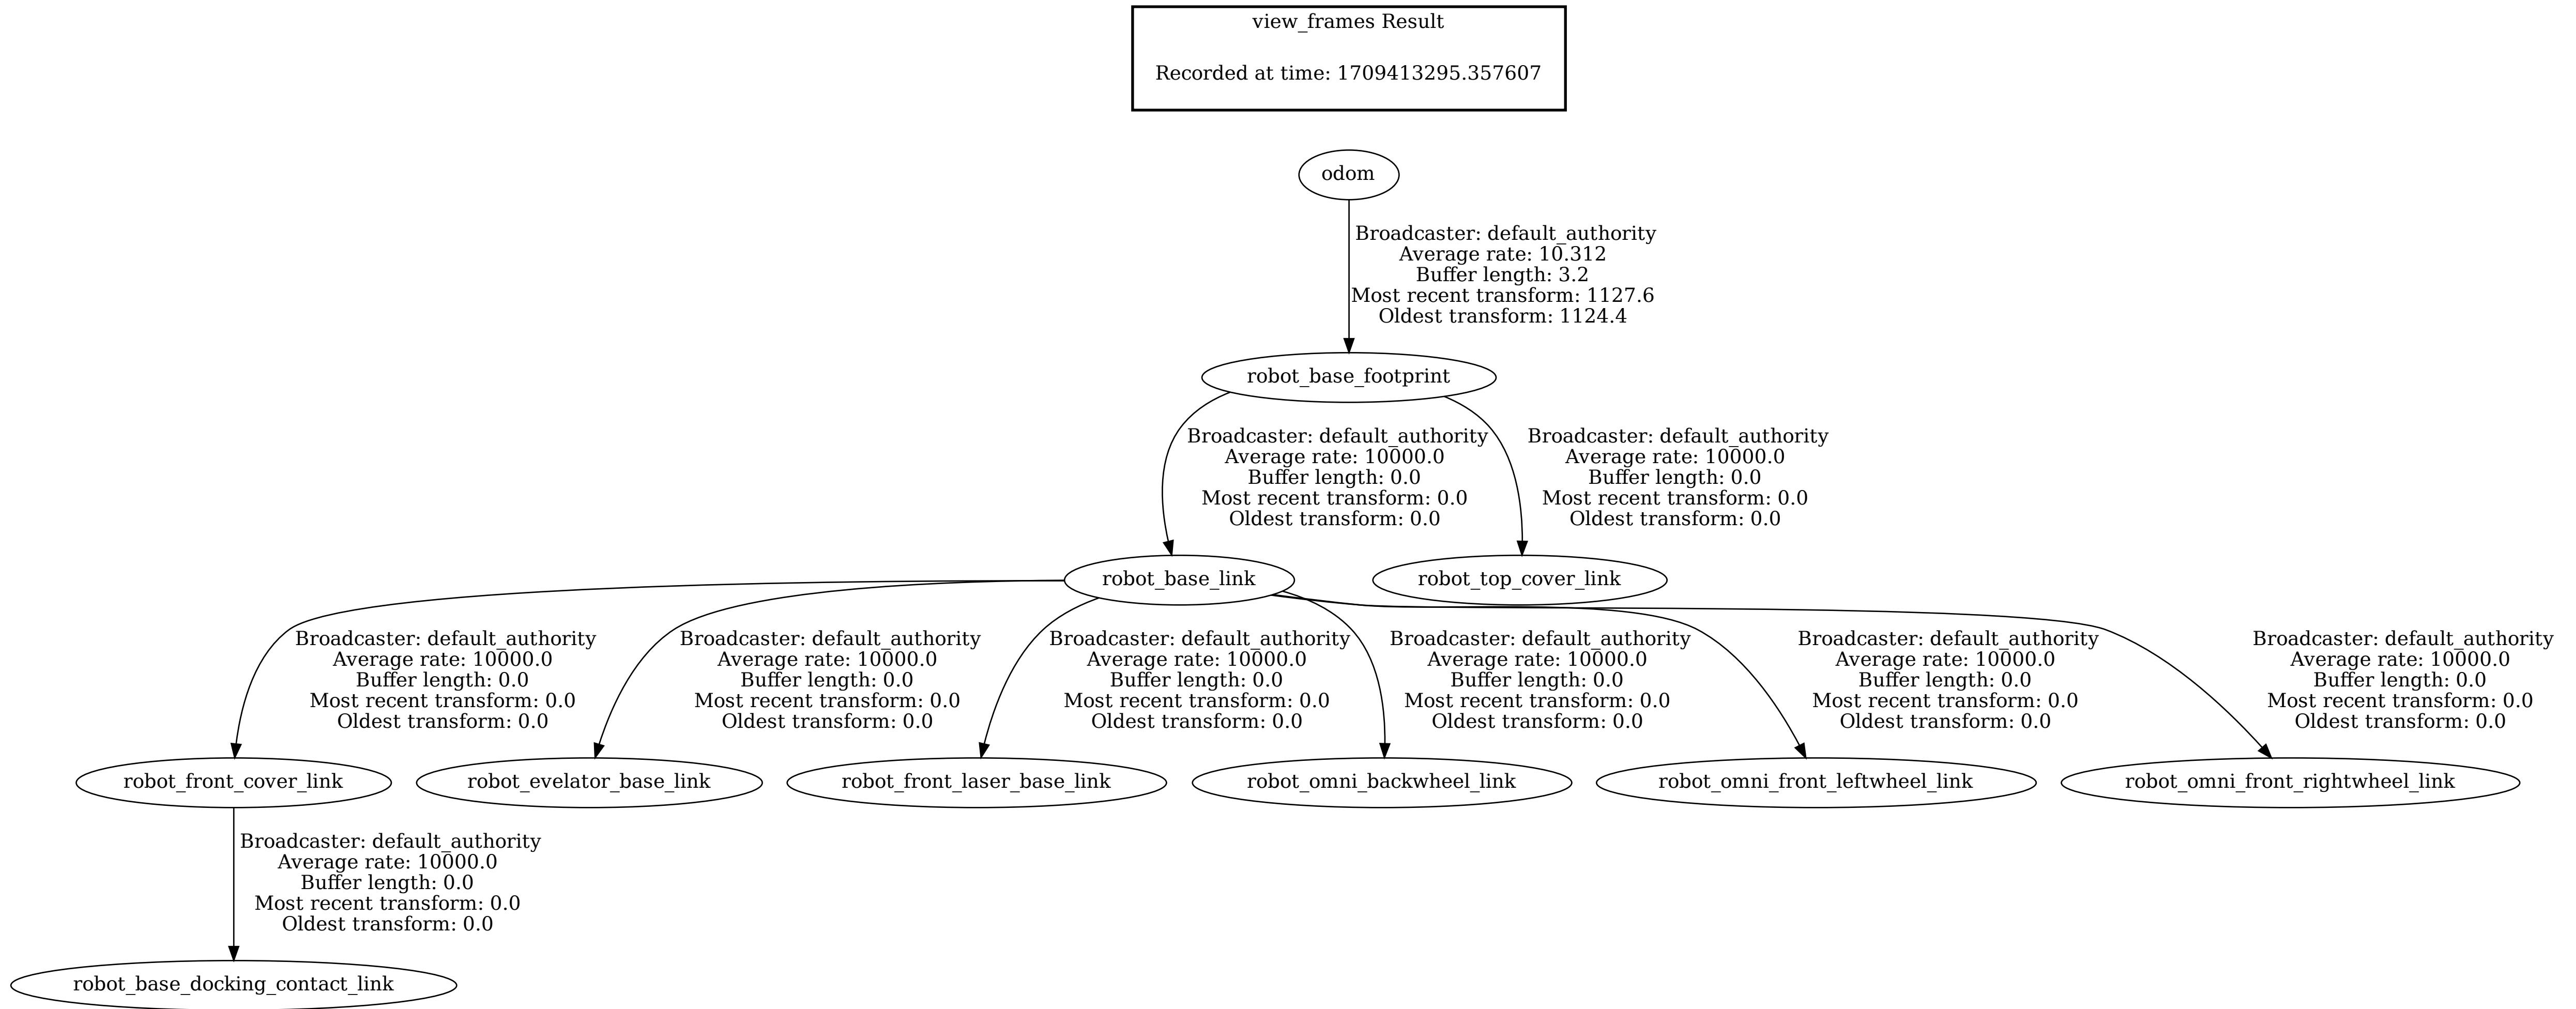 view_frames Result
Recorded at time: 1709413295.357607
odom
Broadcaster: default_authority
Average rate: 10.312
Buffer length: 3.2
Most recent transform: 1127.6
Oldest transform: 1124.4
robot_base_footprint
Broadcaster: default_authority
Average rate: 10000.0
Buffer length: 0.0
Most recent transform: 0.0
Oldest transform: 0.0
Broadcaster: default_authority
Average rate: 10000.0
Buffer length: 0.0
Most recent transform: 0.0
Oldest transform: 0.0
robot_base_link
robot_top_cover_link
Broadcaster: default_authority
Average rate: 10000.0
Buffer length: 0.0
Most recent transform: 0.0
Oldest transform: 0.0
Broadcaster: default_authority
Average rate: 10000.0
Buffer length: 0.0
Most recent transform: 0.0
Oldest transform: 0.0
Broadcaster: default_authority
Average rate: 10000.0
Buffer length: 0.0
Most recent transform: 0.0
Oldest transform: 0.0
Broadcaster: default_authority
Average rate: 10000.0
Buffer length: 0.0
Most recent transform: 0.0
Oldest transform: 0.0
Broadcaster: default_authority
Average rate: 10000.0
Buffer length: 0.0
Most recent transform: 0.0
Oldest transform: 0.0
Broadcaster: default_authority
Average rate: 10000.0
Buffer length: 0.0
Most recent transform: 0.0
Oldest transform: 0.0
robot_front_cover_link
robot_evelator_base_link
robot_front_laser_base_link
robot_omni_backwheel_link
robot_omni_front_leftwheel_link
robot_omni_front_rightwheel_link
Broadcaster: default_authority
Average rate: 10000.0
Buffer length: 0.0
Most recent transform: 0.0
Oldest transform: 0.0
robot_base_docking_contact_link